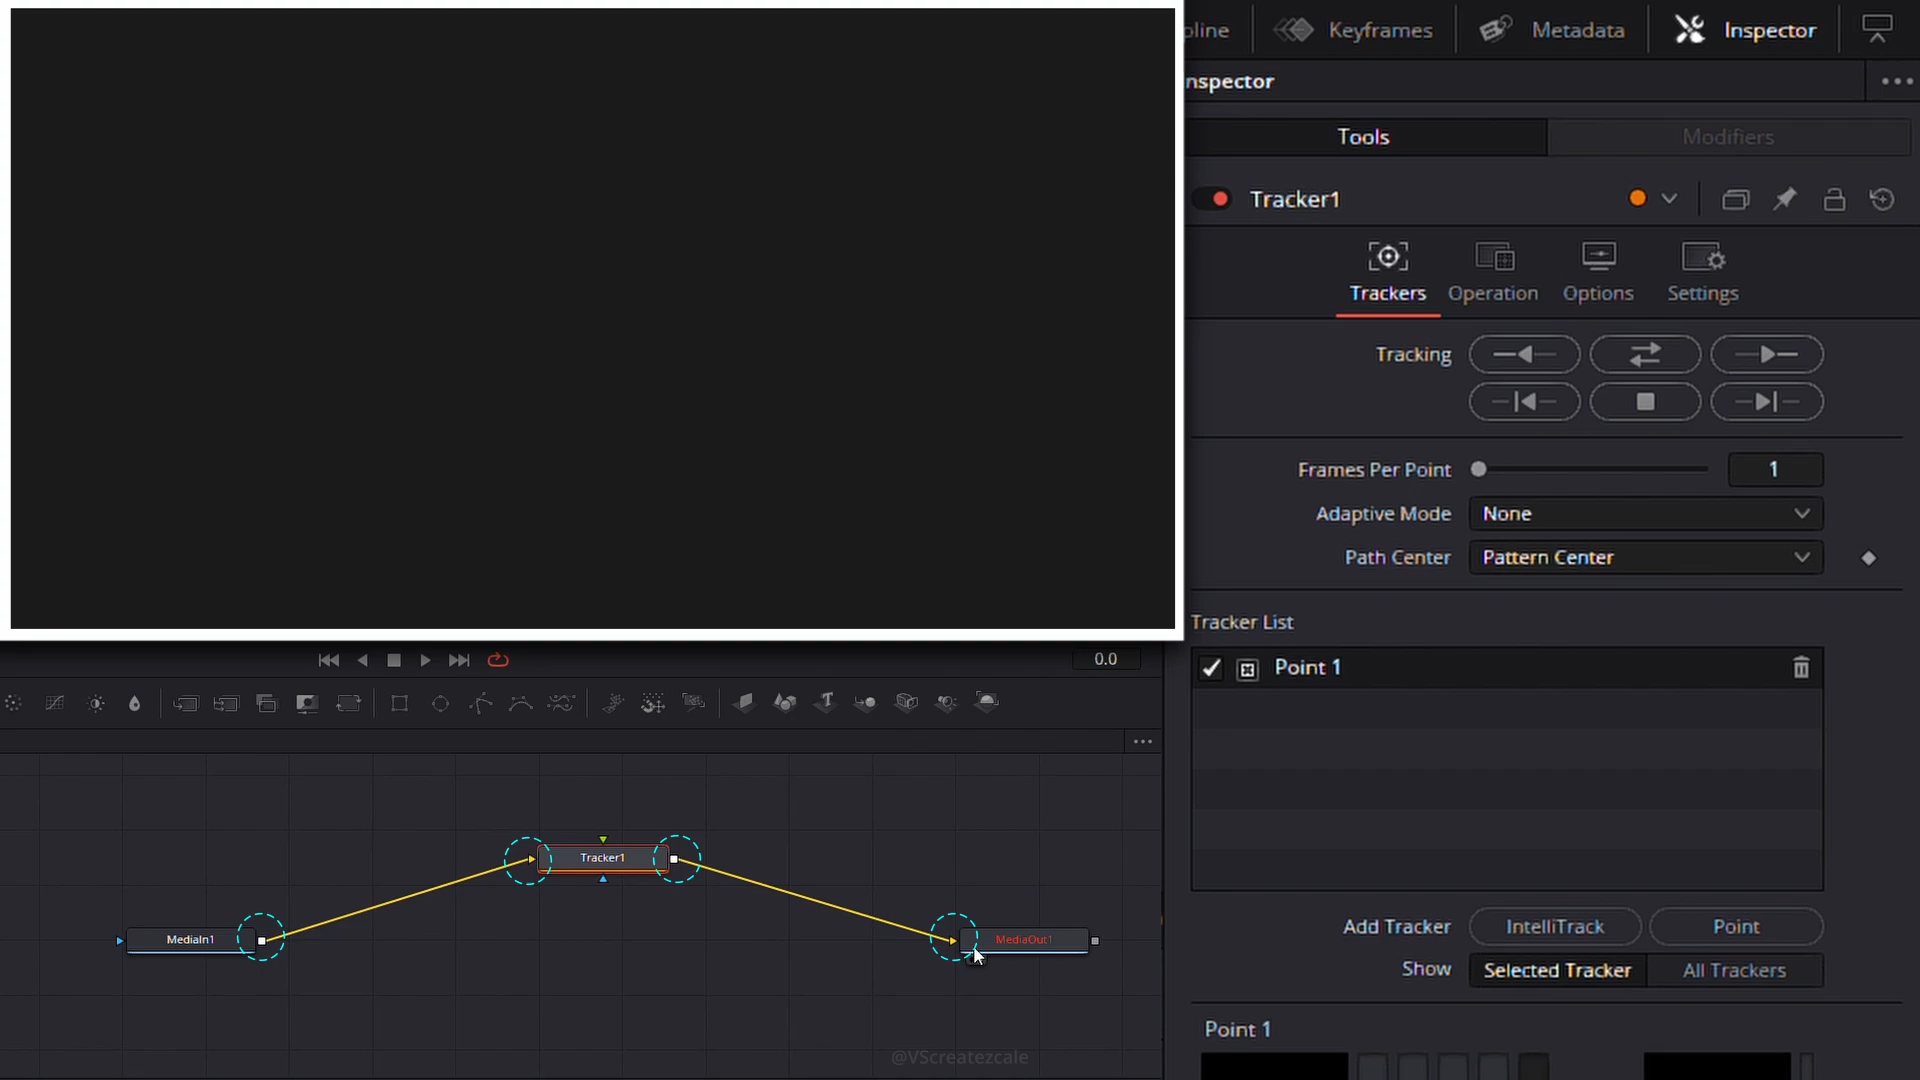 Keyframes
Metadata
Inspector
nspector
Tools
Modifiers
Tracker1
Trackers
Operation
Options
Settings
Tracking
Frames Per Point
1
Adaptive Mode
None
Path Center
Pattern Center
Tracker List
0.0
Point 1
Tracker1
MediaIn1
MediaOut1
Add Tracker
IntelliTrack
Point
Show
Selected Tracker
All Trackers
Point 1
@VScreatezcale